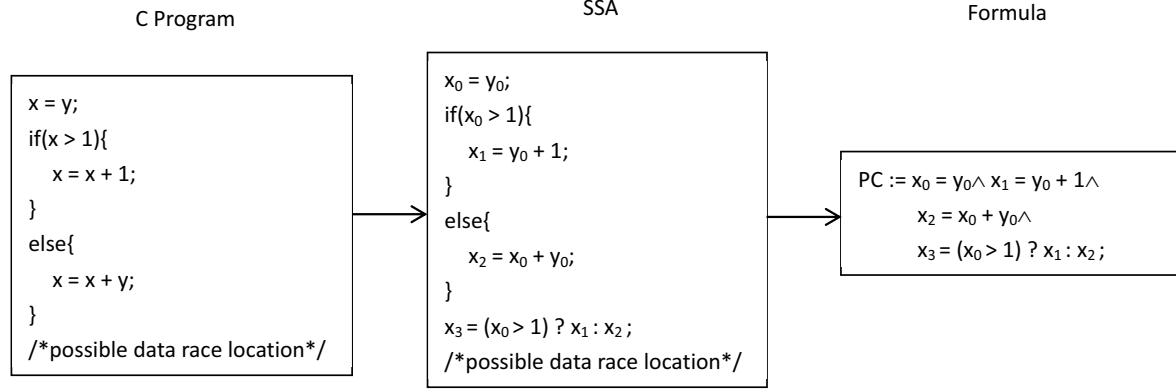 C Program
x = y;
if(x > 1){
x = x + 1;
}
else{
x = x + y;
}
/*possible data race location*/
SSA
x₀ = y₀;
if(x₀ > 1){
x₁ = y₀ + 1;
}
else{
x₂ = x₀ + y₀;
}
x₃ = (x₀ > 1) ? x₁ : x₂ ;
/*possible data race location*/
Formula
PC := x₀ = y₀∧ x₁ = y₀ + 1∧
x₂ = x₀ + y₀∧
x₃ = (x₀ > 1) ? x₁ : x₂ ;